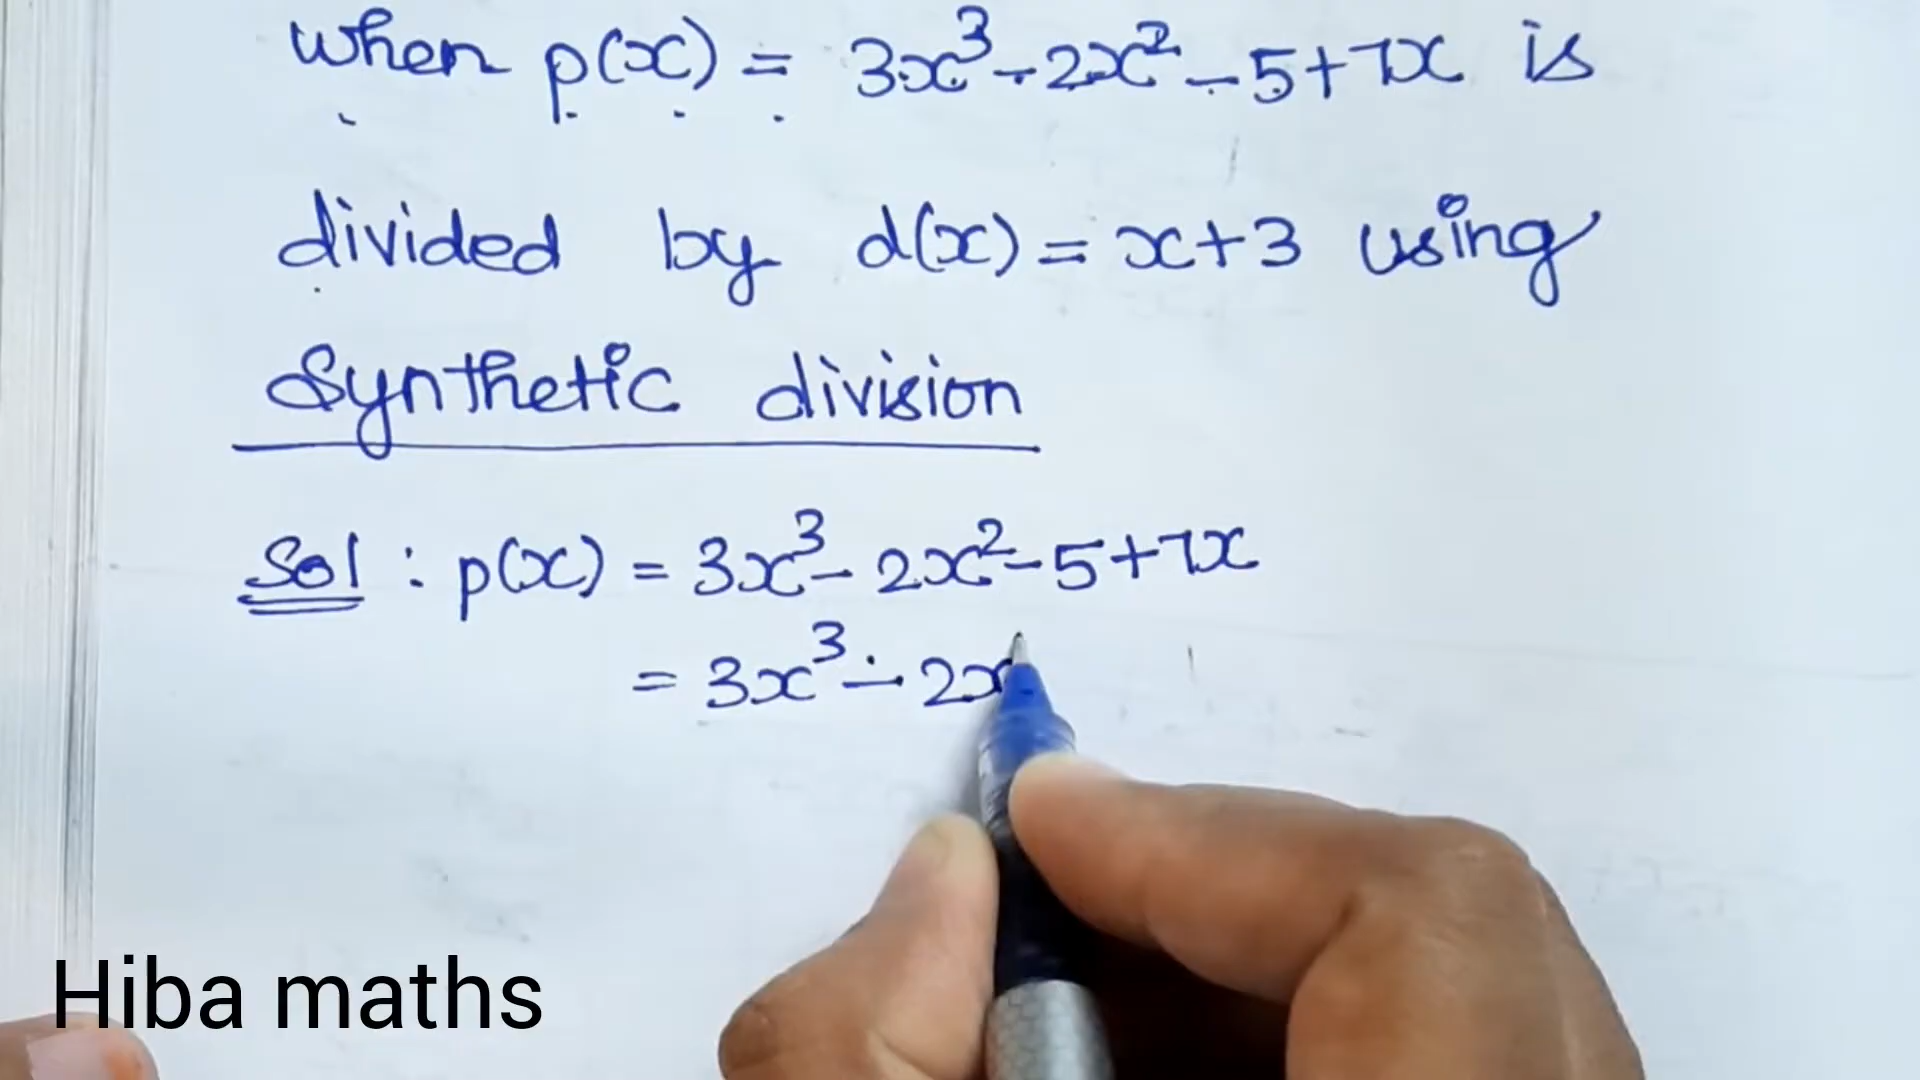 when p(x) = 3x³ - 2x² - 5 + 7x is
divided by d(x) = x + 3 using
Synthetic division
Sol : p(x) = 3x³ - 2x² - 5 + 7x
= 3x³ - 2x
Hiba maths